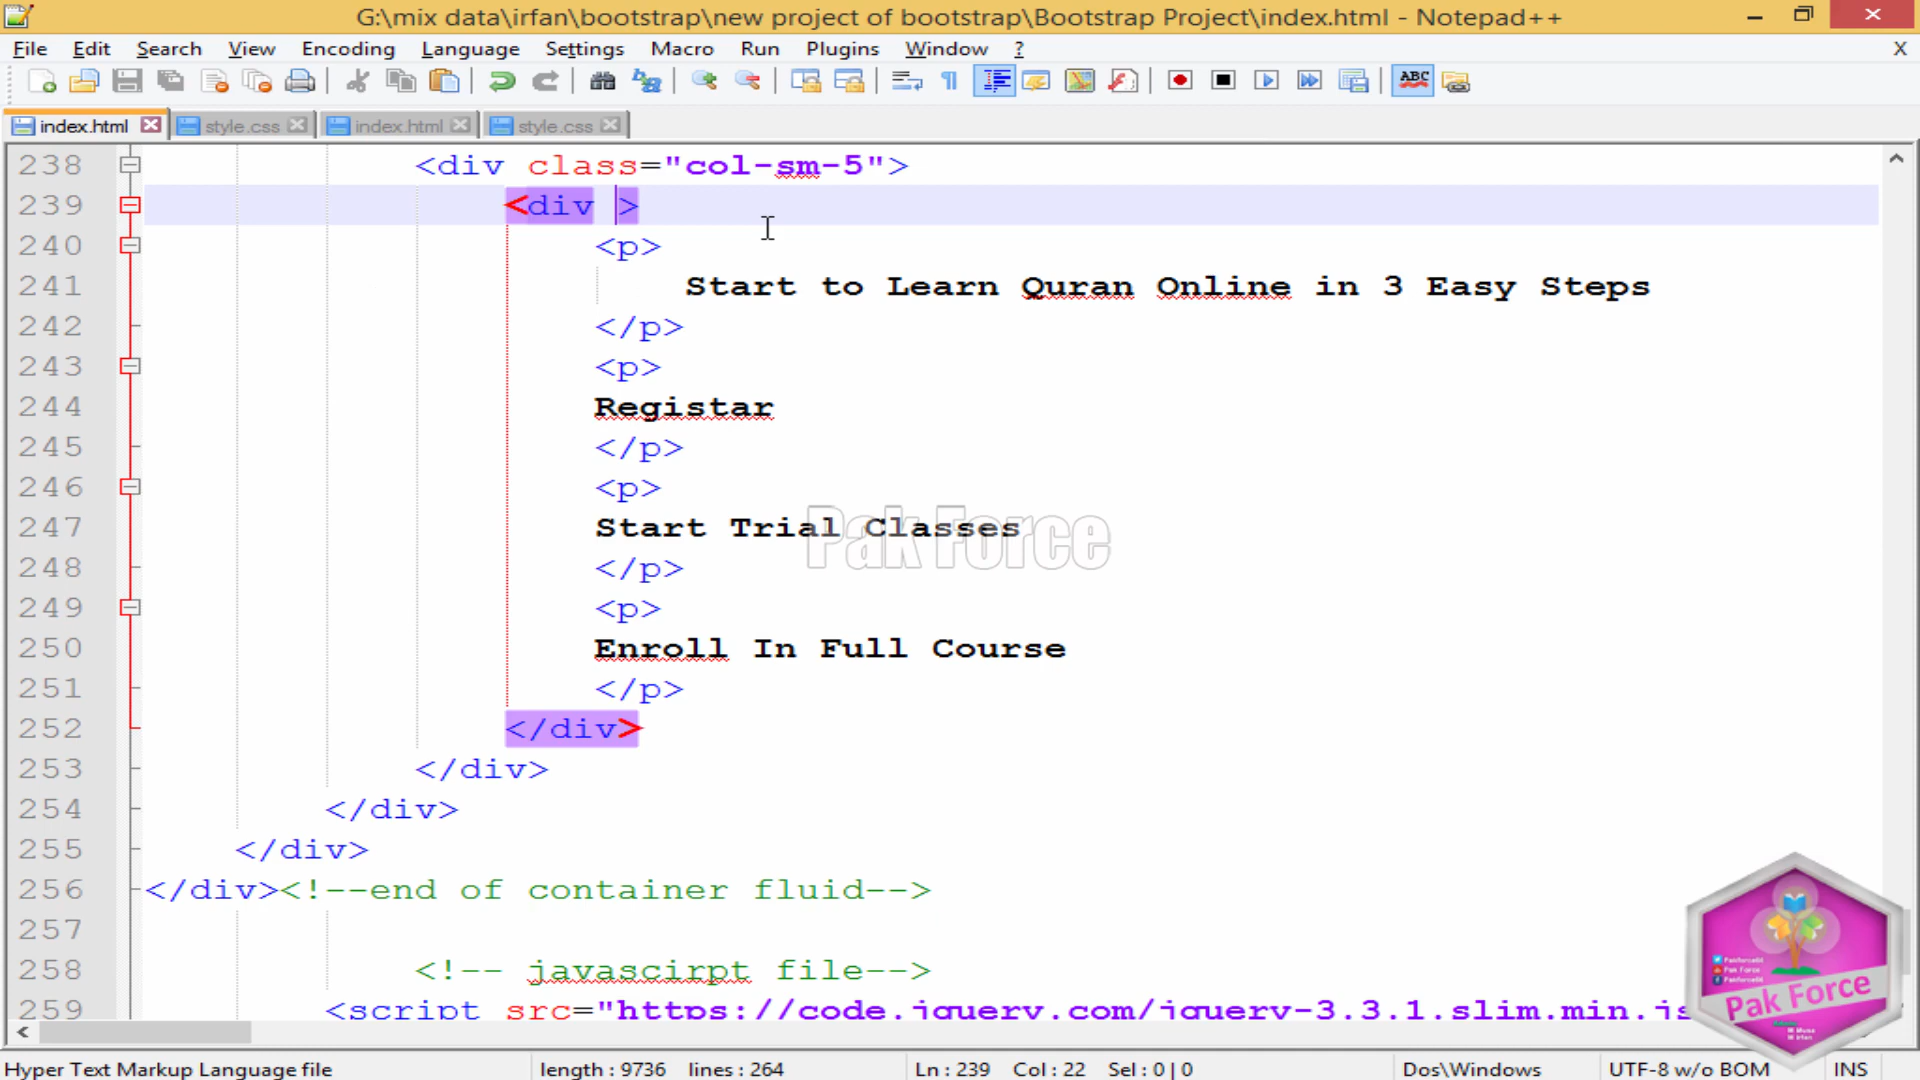 G:\mix data\irfan\bootstrap\new project of bootstrap\Bootstrap Project\index.html - Notepad++
File Edit Search View Encoding Language Settings Macro Run Plugins Window ? X
ABC
index.html style.css index.html style.css
238 <div class="col-sm-5">
239 <div >
240 <p>
241 Start to Learn Quran Online in 3 Easy Steps
242 </p>
243 <p>
244 Registar
245 </p>
246 <p>
247 Start Trial Classes
248 </p>
249 <p>
250 Enroll In Full Course
251 </p>
252 </div>
253 </div>
254 </div>
255 </div>
256 </div><!--end of container fluid-->
257
258 <!-- javascirpt file-->
259 <script src="https://code.jquery.com/jquery-3.3.1.slim.min.js
Pak Force
Pak Force
Pak Force
Hyper Text Markup Language file length : 9736 lines : 264 Ln : 239 Col : 22 Sel : 0 | 0 Dos\Windows UTF-8 w/o BOM INS